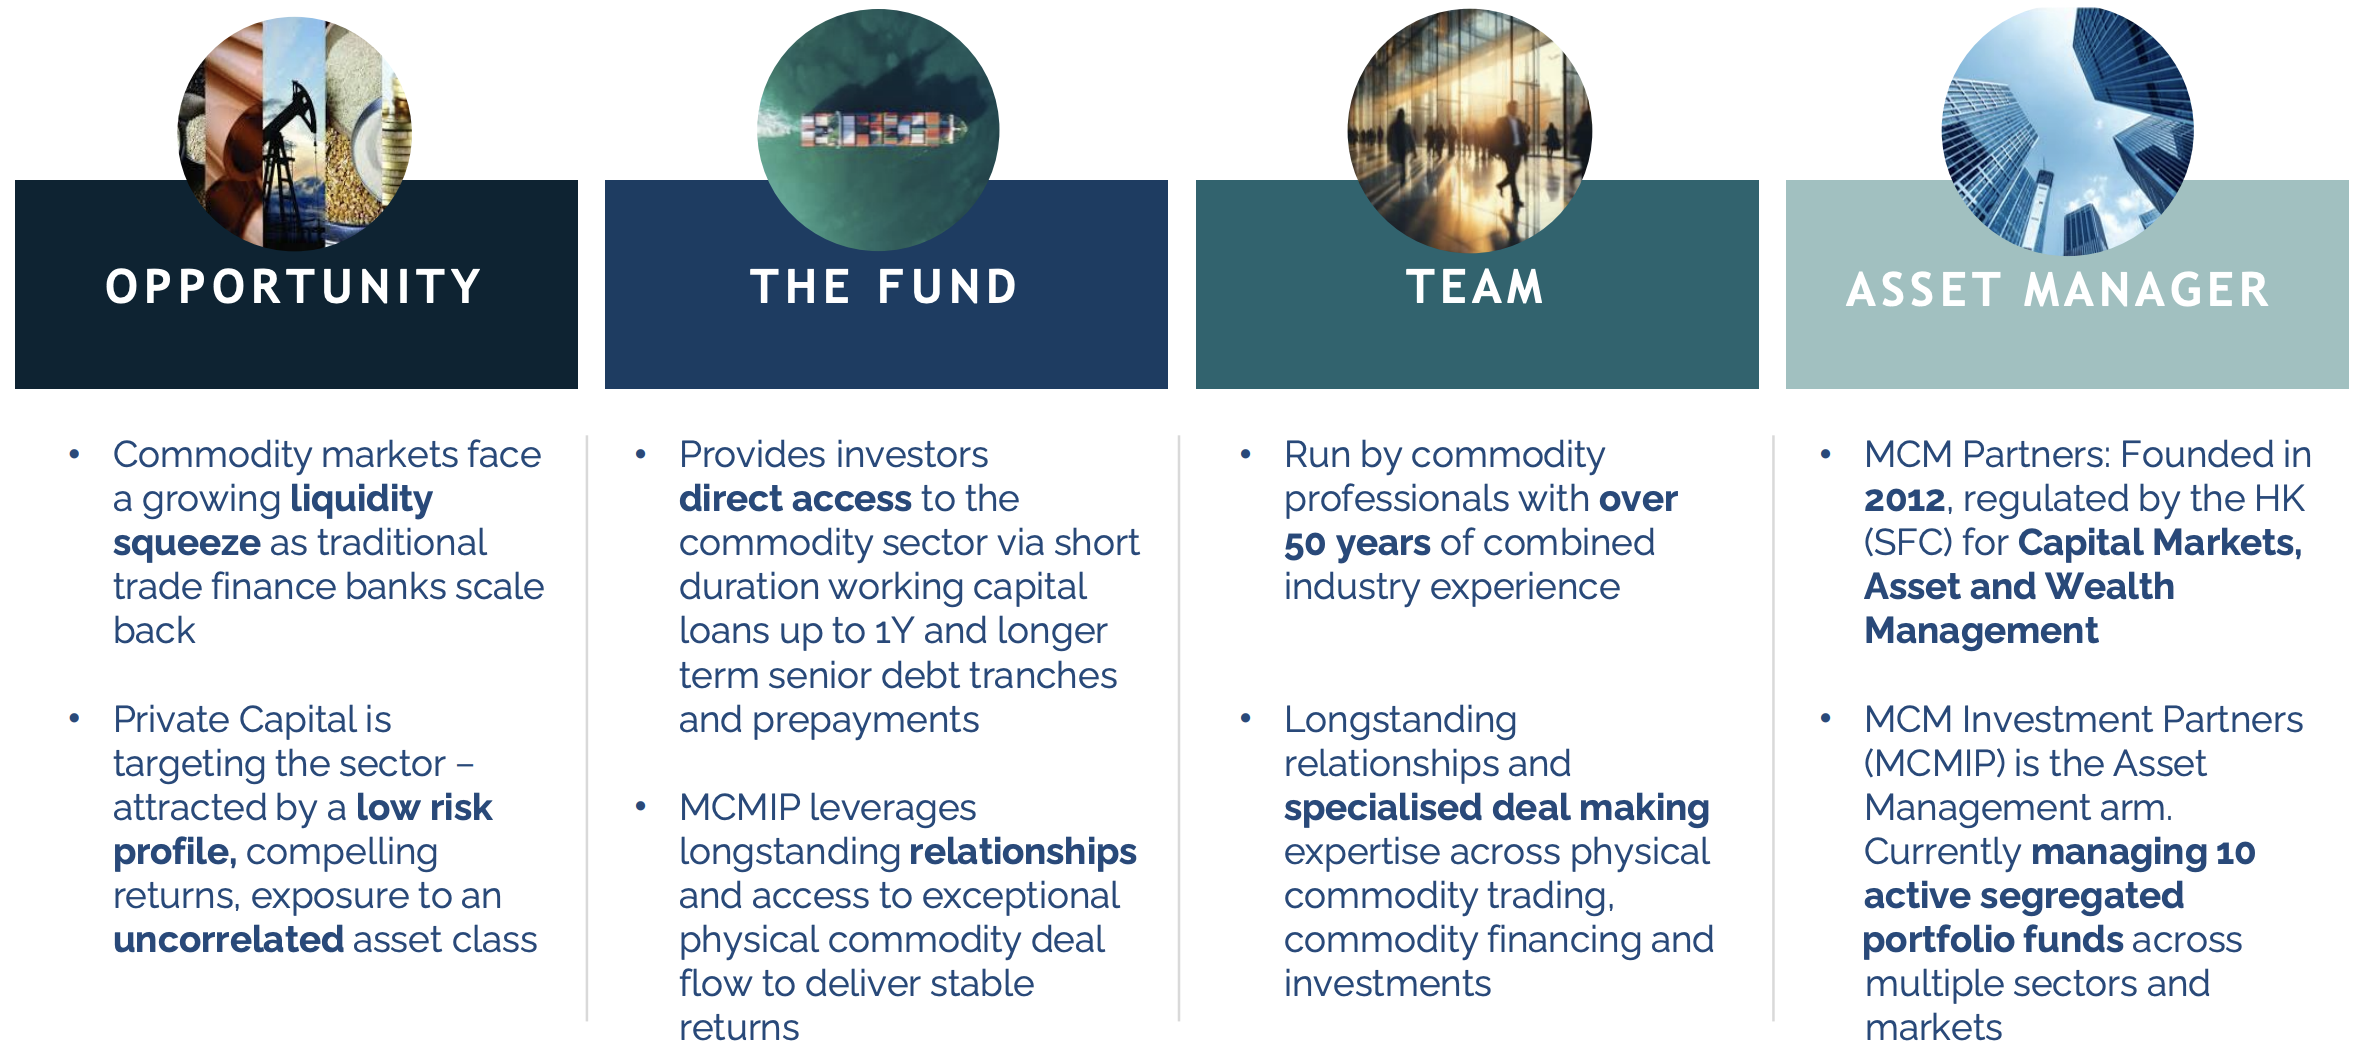 OPPORTUNITY
• Commodity markets face
a growing liquidity
squeeze as traditional
trade finance banks scale
back
• Private Capital is
targeting the sector –
attracted by a low risk
profile, compelling
returns, exposure to an
uncorrelated asset class
THE FUND
• Provides investors
direct access to the
commodity sector via short
duration working capital
loans up to 1Y and longer
term senior debt tranches
and prepayments
• MCMIP leverages
longstanding relationships
and access to exceptional
physical commodity deal
flow to deliver stable
returns
TEAM
• Run by commodity
professionals with over
50 years of combined
industry experience
• Longstanding
relationships and
specialised deal making
expertise across physical
commodity trading,
commodity financing and
investments
ASSET MANAGER
• MCM Partners: Founded in
2012, regulated by the HK
(SFC) for Capital Markets,
Asset and Wealth
Management
• MCM Investment Partners
(MCMIP) is the Asset
Management arm.
Currently managing 10
active segregated
portfolio funds across
multiple sectors and
markets